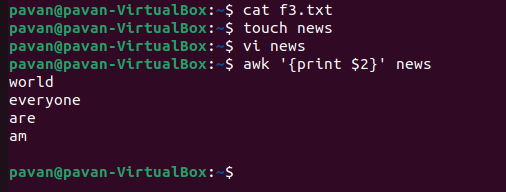 pavan@pavan-VirtualBox:~$ cat f3.txt
pavan@pavan-VirtualBox:~$ touch news
pavan@pavan-VirtualBox:~$ vi news
pavan@pavan-VirtualBox:~$ awk '{print $2}' news
world
everyone
are
am

pavan@pavan-VirtualBox:~$